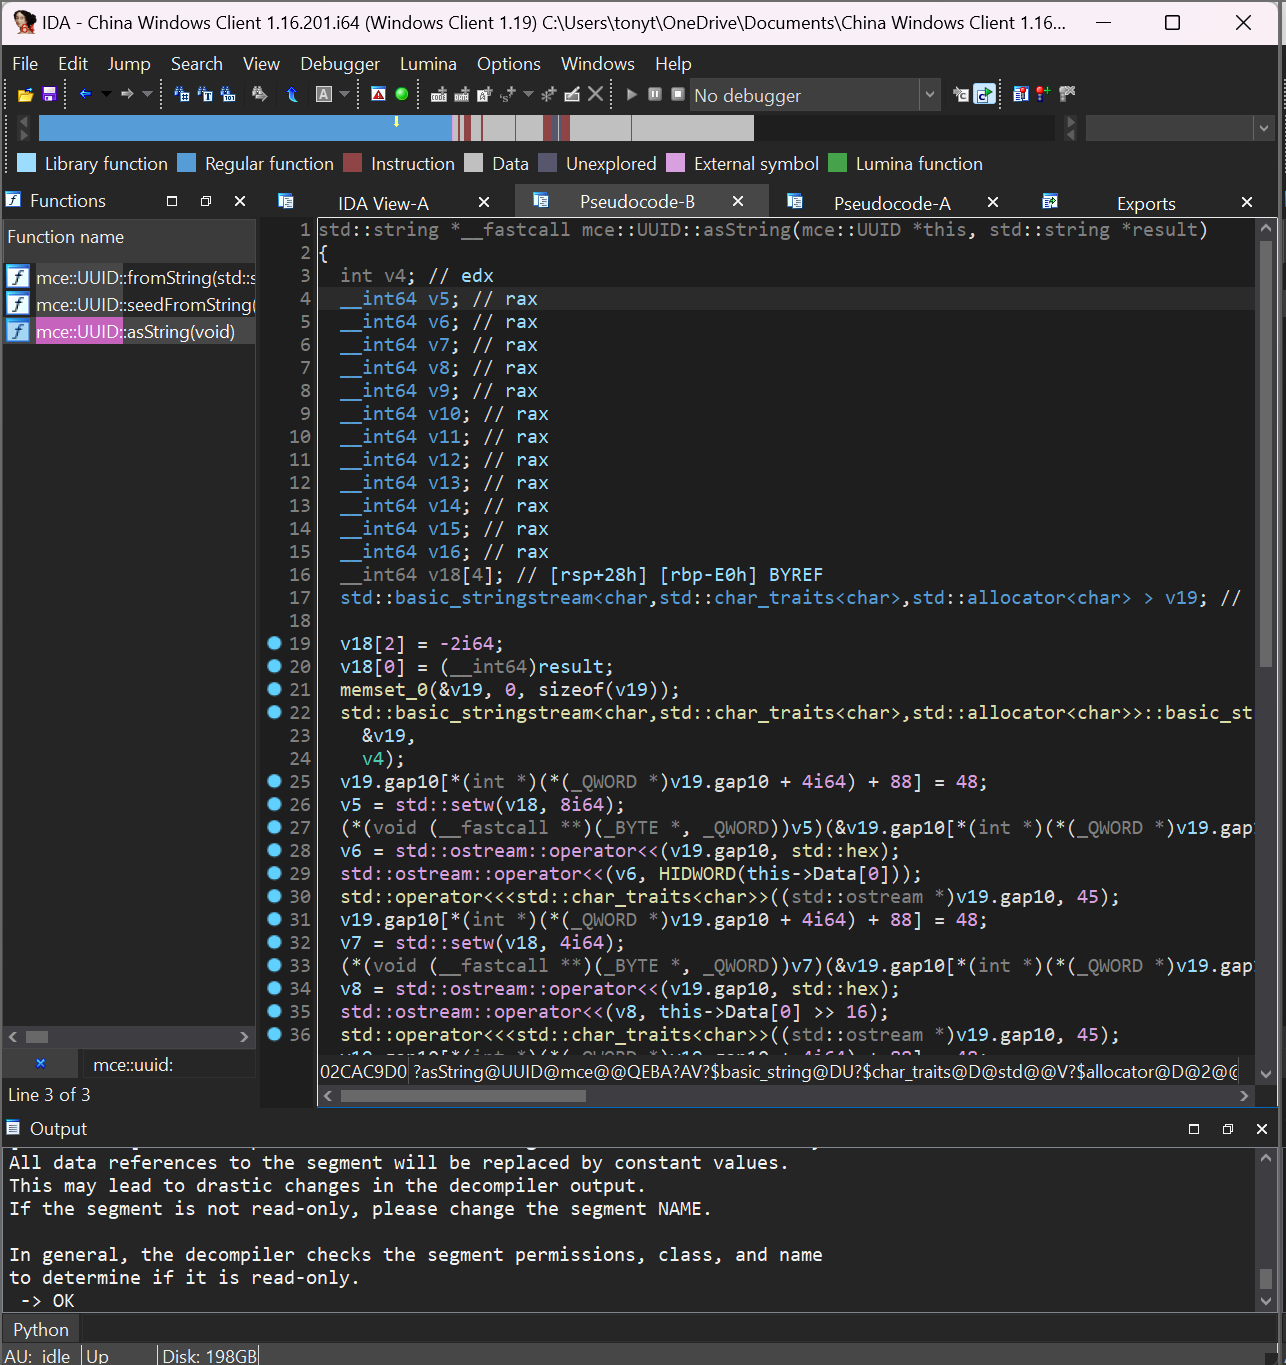 IDA - China Windows Client 1.16.201.i64 (Windows Client 1.19) C:\Users\tonyt\OneDrive\Documents\China Windows Client 1.16...
File Edit Jump Search View Debugger Lumina Options Windows Help
No debugger
Library function Regular function Instruction Data Unexplored External symbol Lumina function
Functions
IDA View-A Pseudocode-B Pseudocode-A Exports
Function name
mce::UUID::fromString(std::s
mce::UUID::seedFromString(
mce::UUID::asString(void)
mce::uuid:
Line 3 of 3
1 std::string *__fastcall mce::UUID::asString(mce::UUID *this, std::string *result)
2 {
3 int v4; // edx
4 __int64 v5; // rax
5 __int64 v6; // rax
6 __int64 v7; // rax
7 __int64 v8; // rax
8 __int64 v9; // rax
9 __int64 v10; // rax
10 __int64 v11; // rax
11 __int64 v12; // rax
12 __int64 v13; // rax
13 __int64 v14; // rax
14 __int64 v15; // rax
15 __int64 v16; // rax
16 __int64 v18[4]; // [rsp+28h] [rbp-E0h] BYREF
17 std::basic_stringstream<char,std::char_traits<char>,std::allocator<char> > v19; //
18
19 v18[2] = -2i64;
20 v18[0] = (__int64)result;
21 memset_0(&v19, 0, sizeof(v19));
22 std::basic_stringstream<char,std::char_traits<char>,std::allocator<char>>::basic_st
23 &v19,
24 v4);
25 v19.gap10[*(int *)(*(_QWORD *)v19.gap10 + 4i64) + 88] = 48;
26 v5 = std::setw(v18, 8i64);
27 (*(void (__fastcall **)(_BYTE *, _QWORD))v5)(&v19.gap10[*(int *)(*(_QWORD *)v19.gap
28 v6 = std::ostream::operator<<(v19.gap10, std::hex);
29 std::ostream::operator<<(v6, HIDWORD(this->Data[0]));
30 std::operator<<<std::char_traits<char>>((std::ostream *)v19.gap10, 45);
31 v19.gap10[*(int *)(*(_QWORD *)v19.gap10 + 4i64) + 88] = 48;
32 v7 = std::setw(v18, 4i64);
33 (*(void (__fastcall **)(_BYTE *, _QWORD))v7)(&v19.gap10[*(int *)(*(_QWORD *)v19.gap
34 v8 = std::ostream::operator<<(v19.gap10, std::hex);
35 std::ostream::operator<<(v8, this->Data[0] >> 16);
36 std::operator<<<std::char_traits<char>>((std::ostream *)v19.gap10, 45);
02CAC9D0 ?asString@UUID@mce@@QEBA?AV?$basic_string@DU?$char_traits@D@std@@V?$allocator@D@2@@
Output
All data references to the segment will be replaced by constant values.
This may lead to drastic changes in the decompiler output.
If the segment is not read-only, please change the segment NAME.
In general, the decompiler checks the segment permissions, class, and name
to determine if it is read-only.
-> OK
Python
AU: idle Up Disk: 198GB